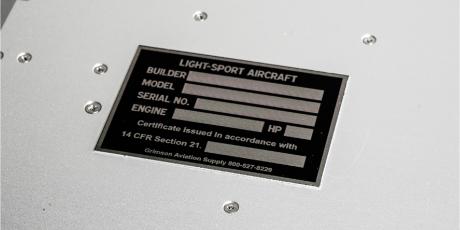 LIGHT-SPORT AIRCRAFT
BUILDER
MODEL
SERIAL NO.
ENGINE HP
Certificate issued in accordance with
14 CFR Section 21.
Grimson Aviation Supply 800-527-8229